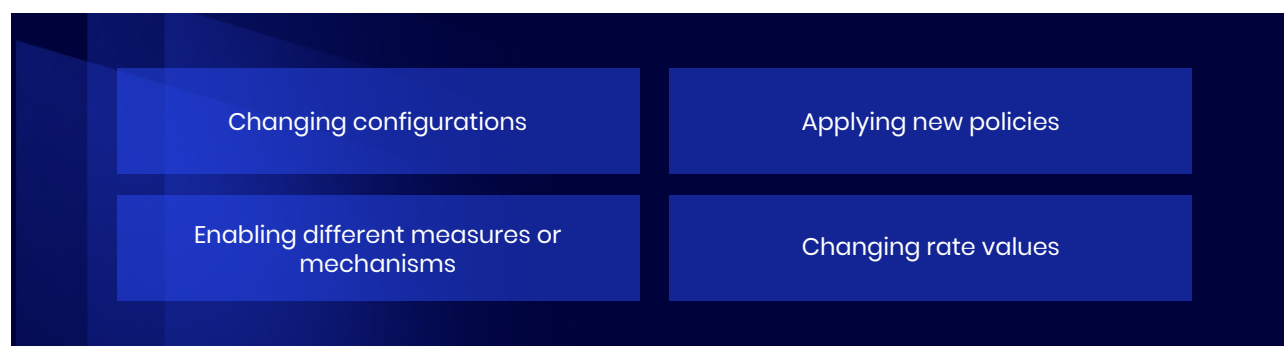 Changing configurations
Applying new policies
Enabling different measures or
mechanisms
Changing rate values